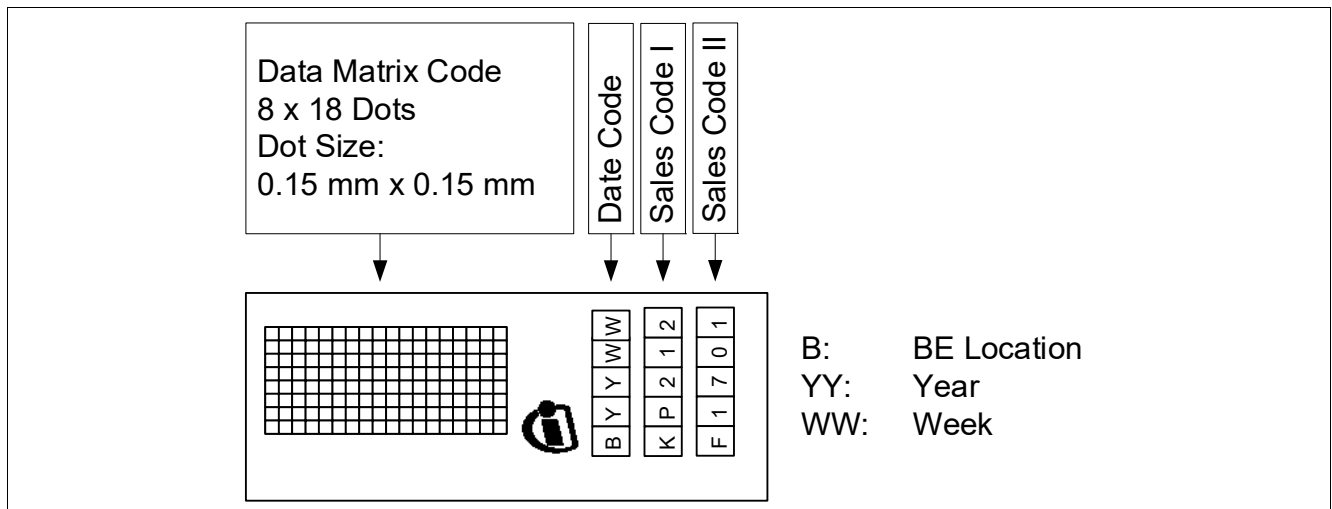 Data Matrix Code
8 x 18 Dots
Dot Size:
0.15 mm x 0.15 mm
Date Code
Sales Code I
Sales Code II
BYYWW
KP212
F1701
B: BE Location
YY: Year
WW: Week